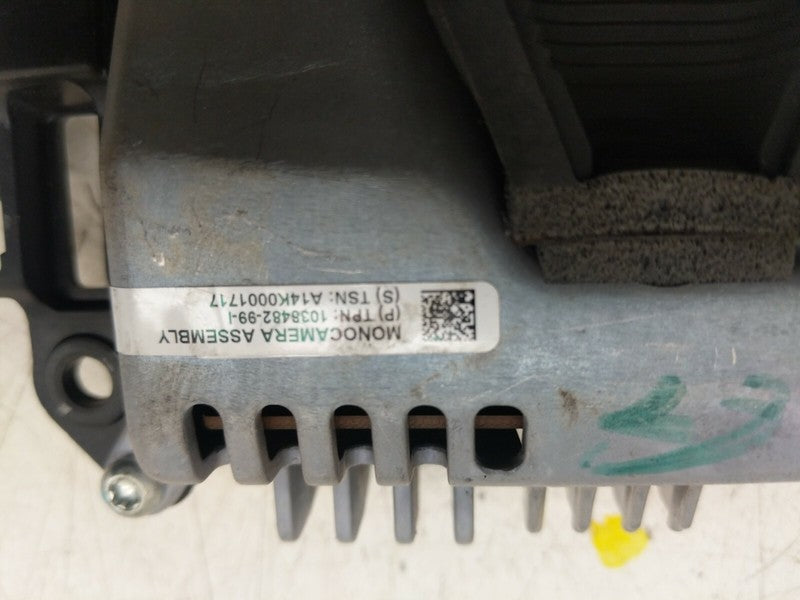 MONOCAMERA ASSEMBLY
(P) TPN: 1038482-99-I
(S) TSN: A14K0001717